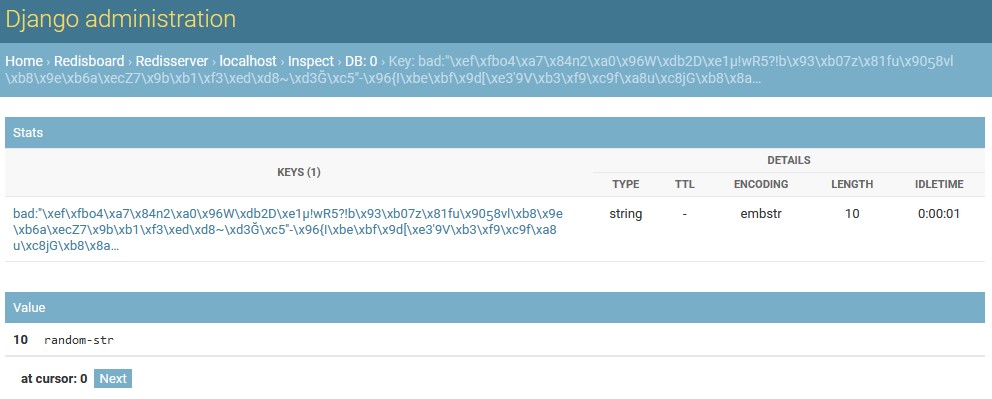 Django administration
Home › Redisboard › Redisserver › localhost › Inspect › DB: 0 › Key: bad:"\xef\xfbo4\xa7\x84n2\xa0\x96W\xdb2D\xe1μ!wR5?!b\x93\xb07z\x81fu\x90ƽ8vl
\xb8\x9e\xb6a\xecZ7\x9b\xb1\xf3\xed\xd8~\xd3Ğ\xc5"-\x96{I\xbe\xbf\x9d[\xe3'9V\xb3\xf9\xc9f\xa8u\xc8jG\xb8\x8a…
Stats
KEYS (1)
DETAILS
TYPE TTL ENCODING LENGTH IDLETIME
bad:"\xef\xfbo4\xa7\x84n2\xa0\x96W\xdb2D\xe1μ!wR5?!b\x93\xb07z\x81fu\x90ƽ8vl\xb8\x9e
\xb6a\xecZ7\x9b\xb1\xf3\xed\xd8~\xd3Ğ\xc5"-\x96{I\xbe\xbf\x9d[\xe3'9V\xb3\xf9\xc9f\xa8
u\xc8jG\xb8\x8a…
string - embstr 10 0:00:01
Value
10 random-str
at cursor: 0 Next